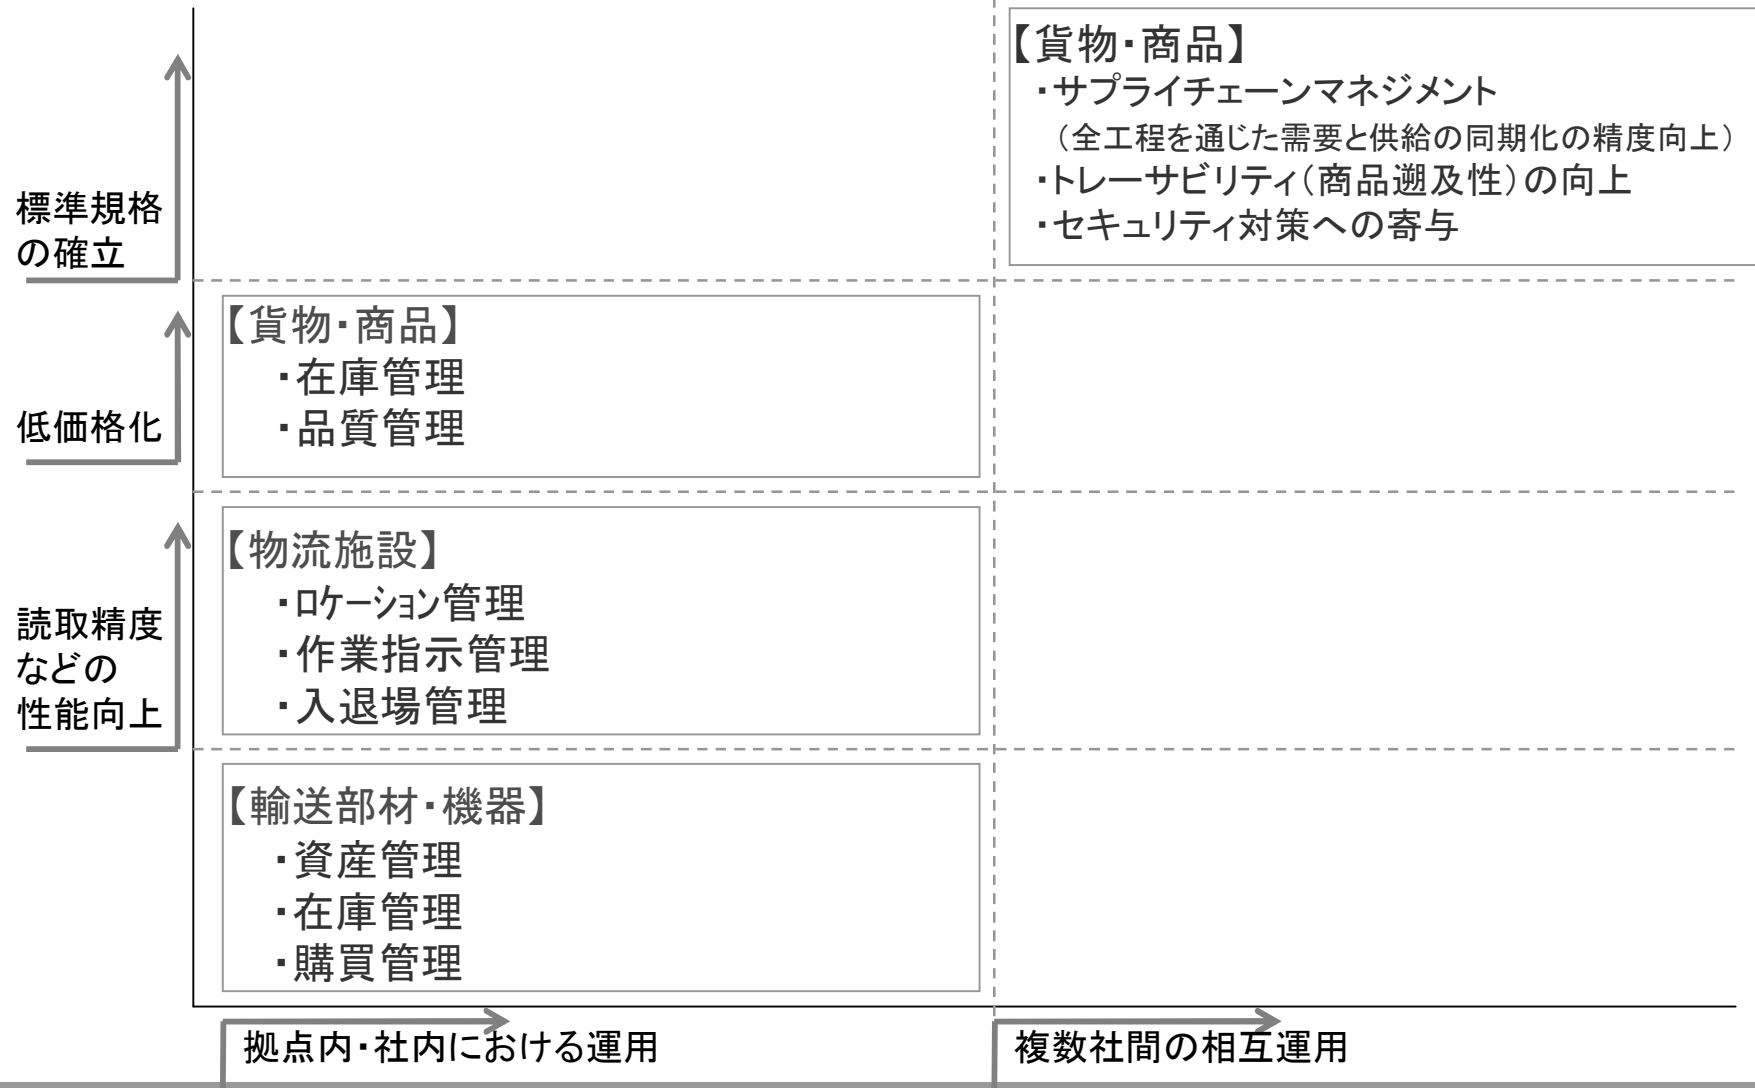 【貨物・商品】
・サプライチェーンマネジメント
（全工程を通じた需要と供給の同期化の精度向上）
・トレーサビリティ（商品遡及性）の向上
・セキュリティ対策への寄与
標準規格
の確立
【貨物・商品】
・在庫管理
・品質管理
低価格化
【物流施設】
・ロケーション管理
・作業指示管理
・入退場管理
読取精度
などの
性能向上
【輸送部材・機器】
・資産管理
・在庫管理
・購買管理
拠点内・社内における運用
複数社間の相互運用